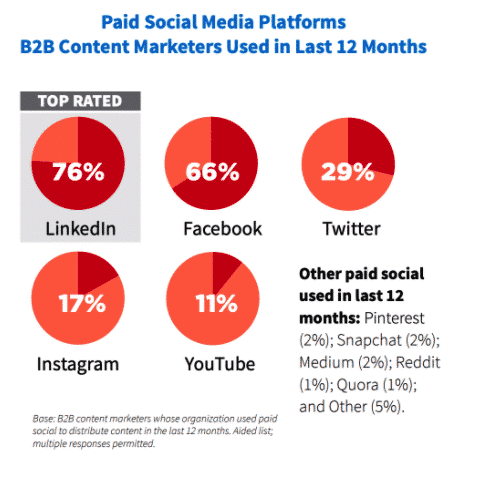 Paid Social Media Platforms
B2B Content Marketers Used in Last 12 Months
TOP RATED
76%
LinkedIn
66%
Facebook
29%
Twitter
17%
Instagram
11%
YouTube
Other paid social
used in last 12
months: Pinterest
(2%); Snapchat (2%);
Medium (2%); Reddit
(1%); Quora (1%);
and Other (5%).
Base: B2B content marketers whose organization used paid
social to distribute content in the last 12 months. Aided list;
multiple responses permitted.